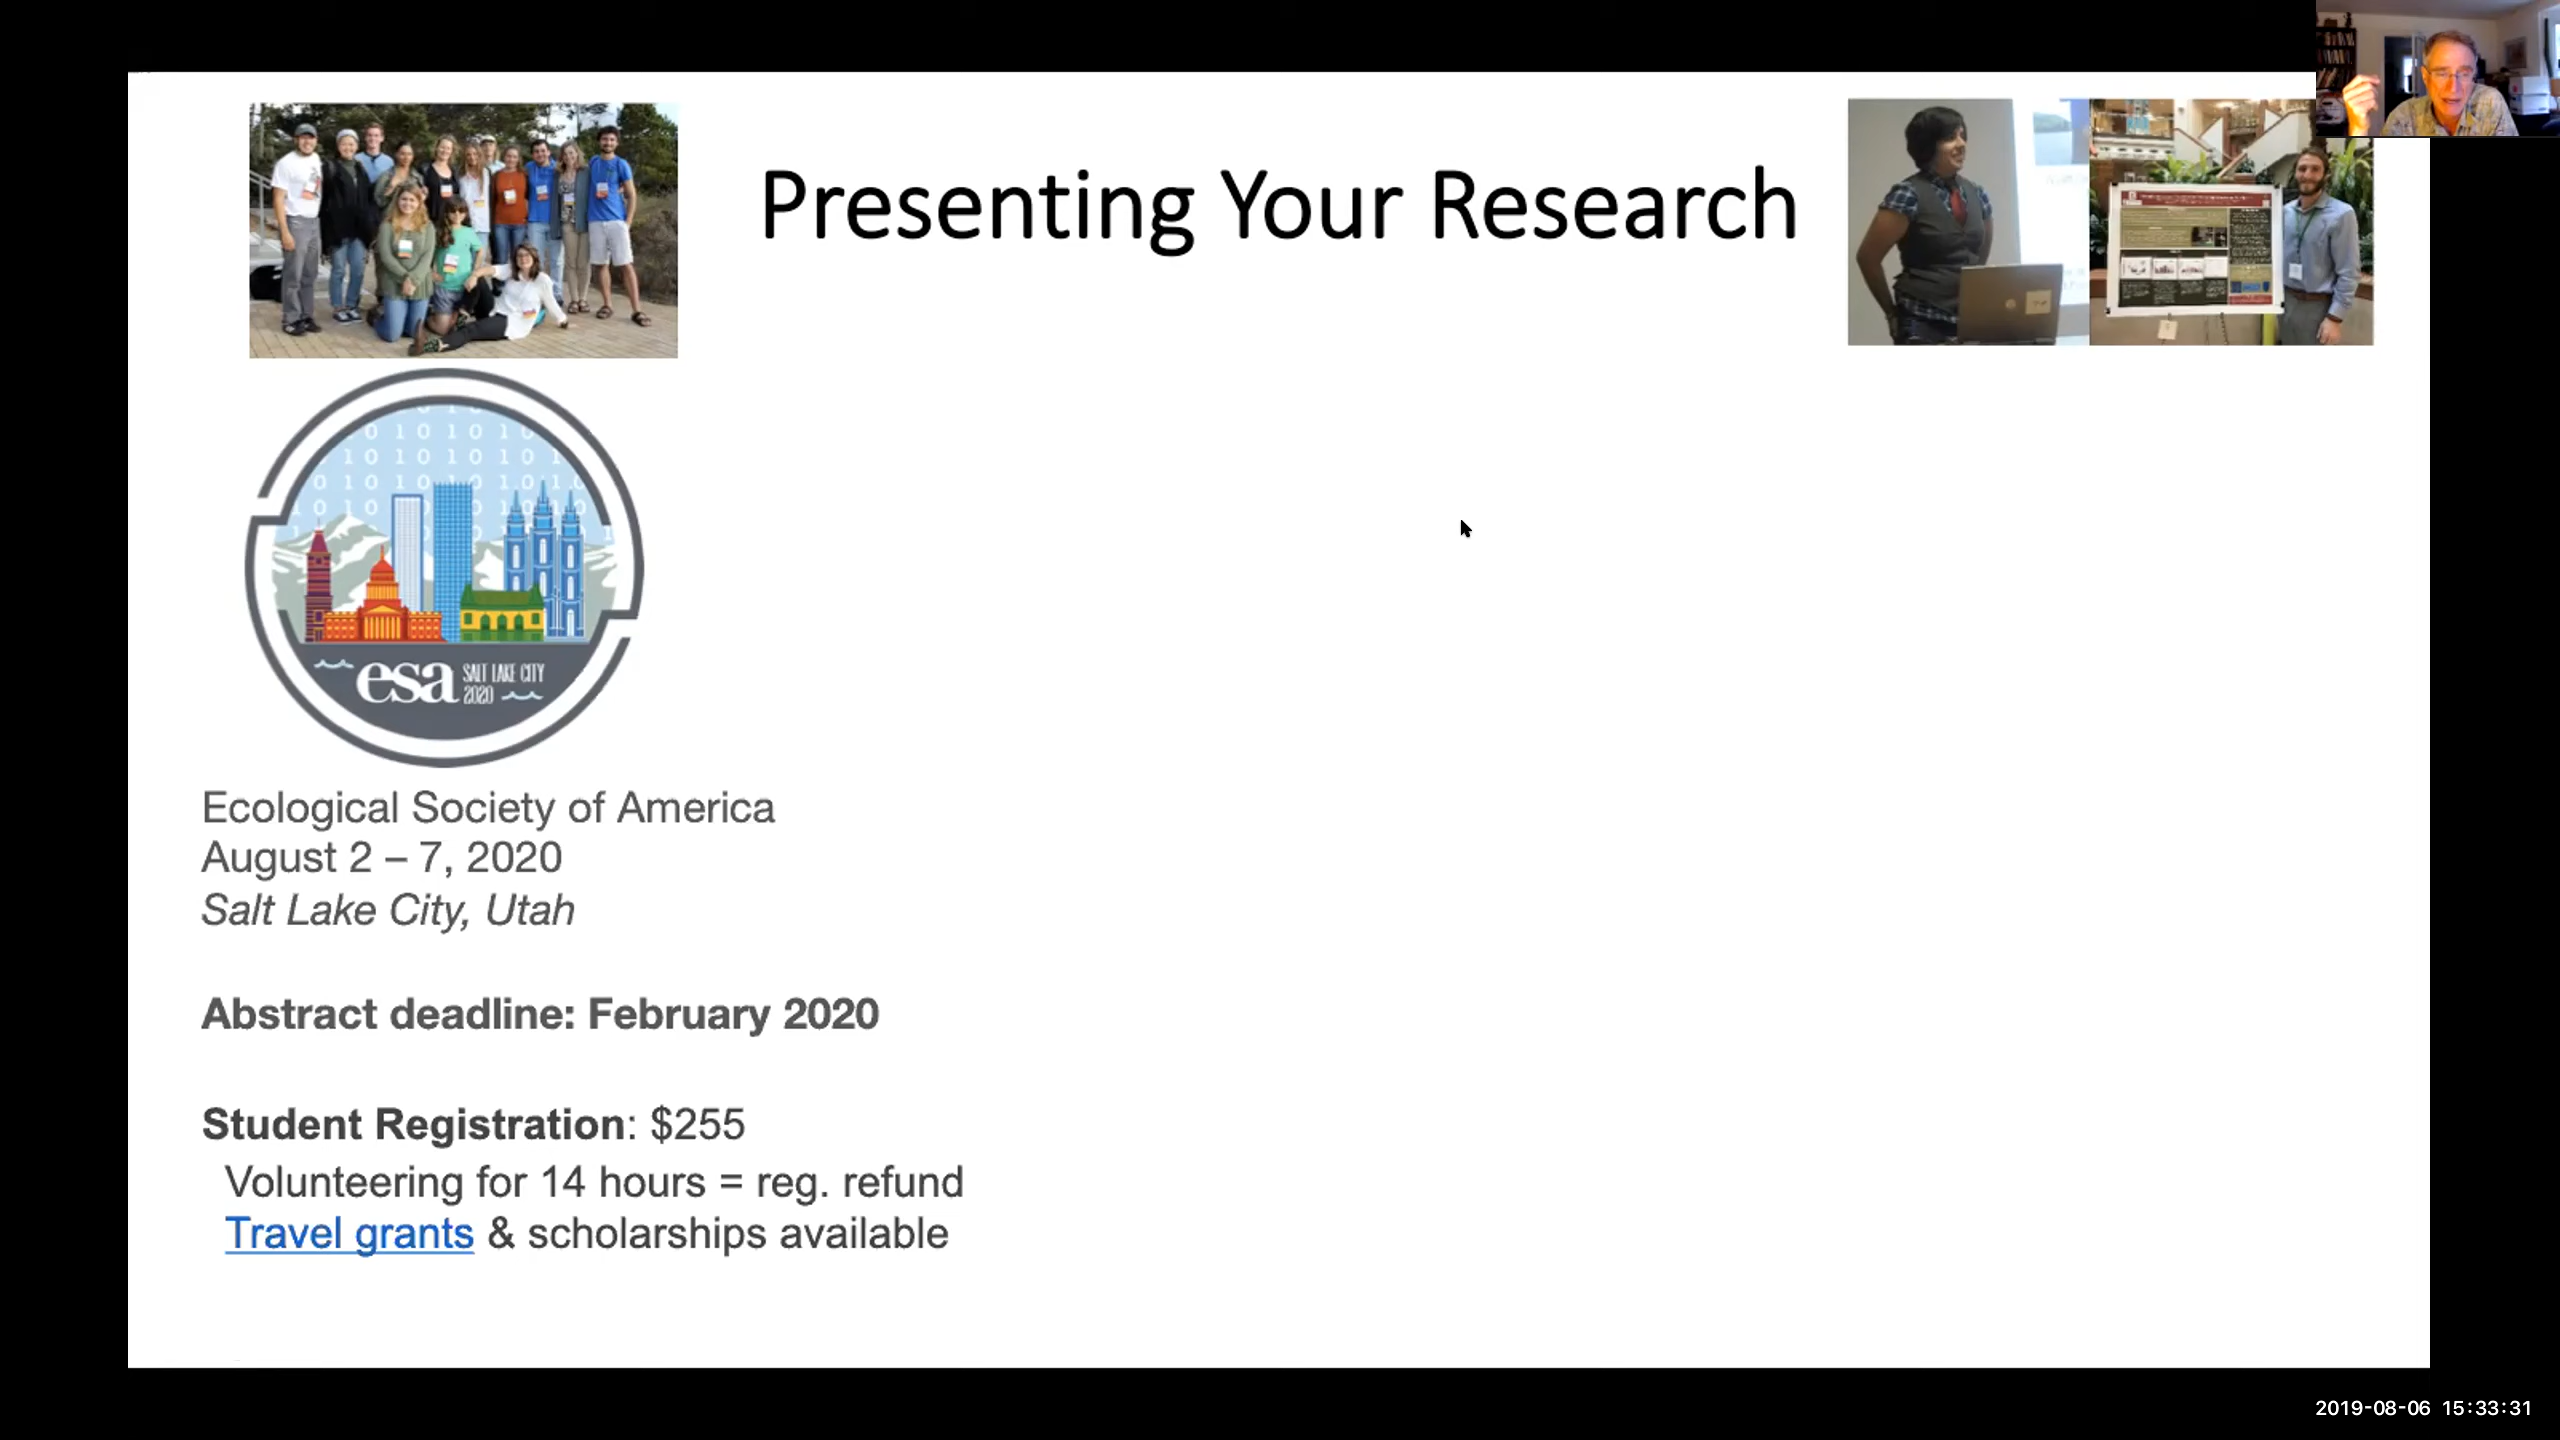 Presenting Your Research
esa SALT LAKE CITY
2020
Ecological Society of America
August 2 – 7, 2020
Salt Lake City, Utah
Abstract deadline: February 2020
Student Registration: $255
Volunteering for 14 hours = reg. refund
Travel grants & scholarships available
2019-08-06 15:33:31